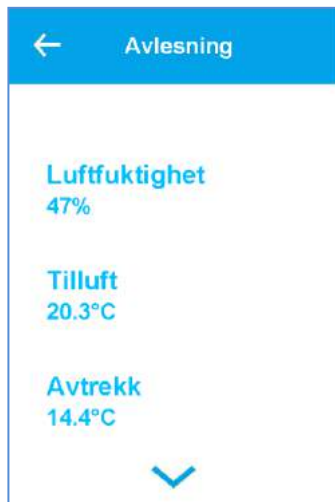 Avlesning
Luftfuktighet
47%
Tilluft
20.3°C
Avtrekk
14.4°C